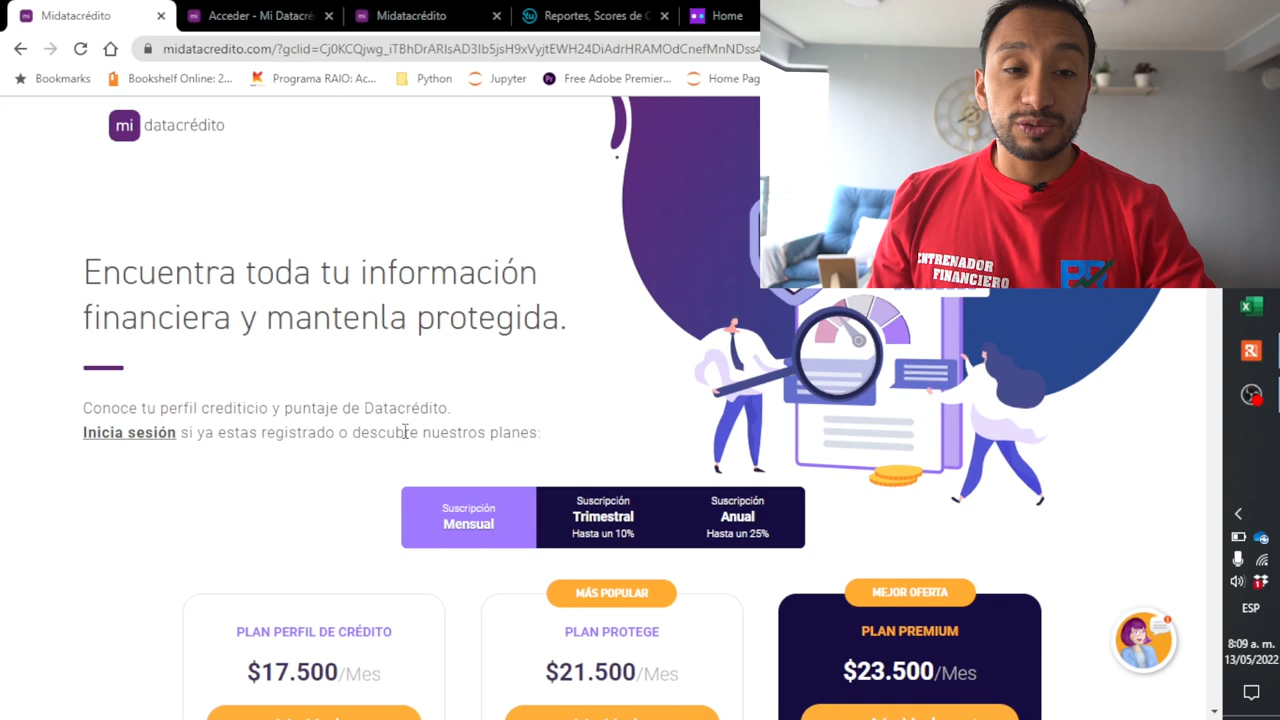 Midatacrédito
Acceder - Mi Datacré
Midatacrédito
Reportes, Scores de C
Home
midatacredito.com/?gclid=Cj0KCQjwg_iTBhDrARIsAD3Ib5jsH9xVyjtEWH24DiAdrHRAMOdCnefMnNDss4
Bookmarks
Bookshelf Online: 2...
Programa RAIO: Ac...
Python
Jupyter
Free Adobe Premier...
Home Pag
mi datacrédito
ENTRENADOR
FINANCIERO
Encuentra toda tu información
financiera y mantenla protegida.
Conoce tu perfil crediticio y puntaje de Datacrédito.
Inicia sesión si ya estas registrado o descubre nuestros planes:
Suscripción
Mensual
Suscripción
Trimestral
Hasta un 10%
Suscripción
Anual
Hasta un 25%
PLAN PERFIL DE CRÉDITO
$17.500/Mes
MÁS POPULAR
PLAN PROTEGE
$21.500/Mes
MEJOR OFERTA
PLAN PREMIUM
$23.500/Mes
ESP
8:09 a. m.
13/05/2022